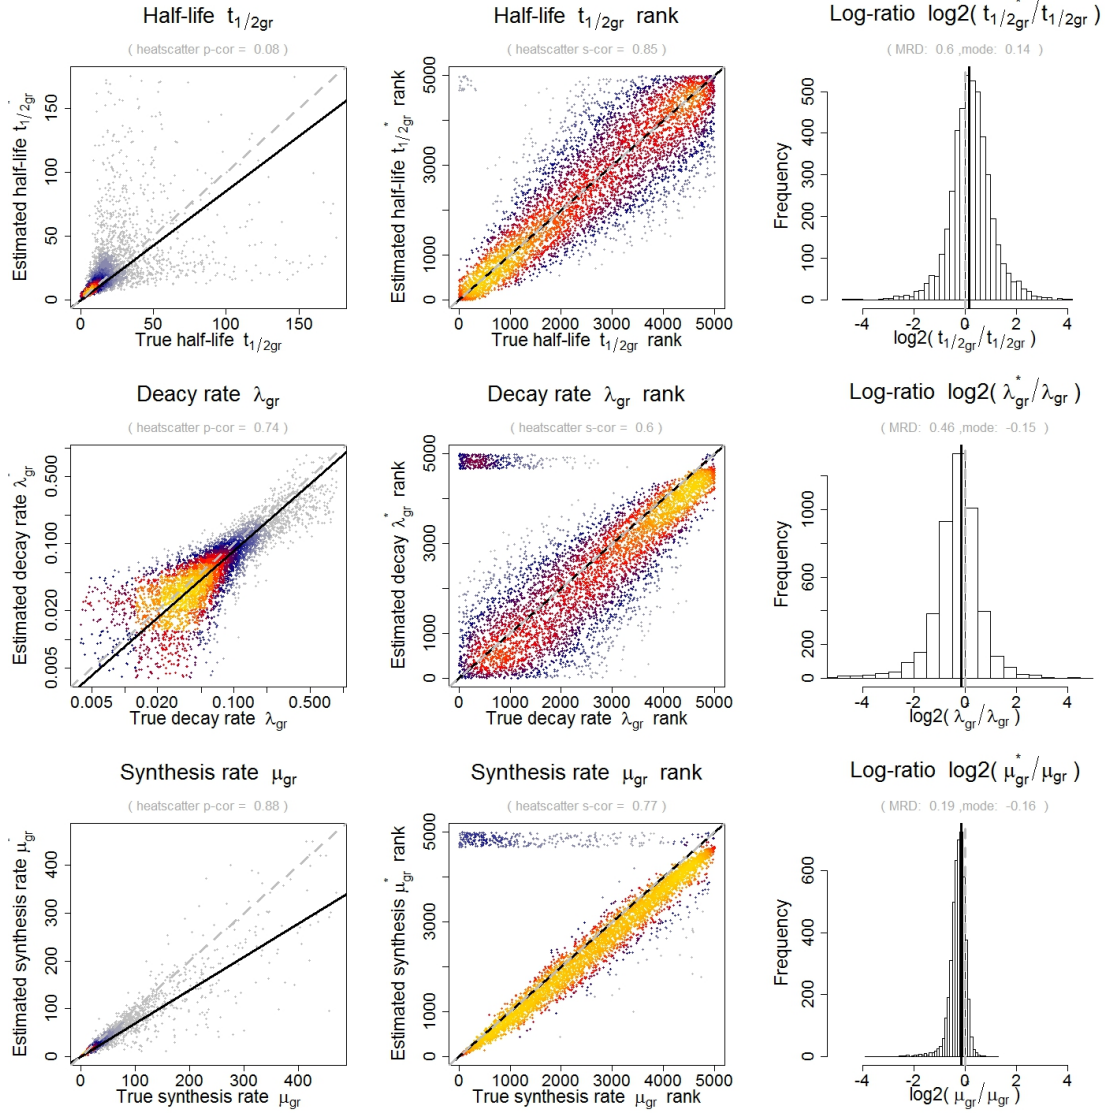 Half-life t1/2gr
( heatscatter p-cor = 0.08 )
Estimated half-life t*1/2gr
0 50 100 150
0 50 100 150
True half-life t1/2gr
Half-life t1/2gr rank
( heatscatter s-cor = 0.85 )
Estimated half-life t*1/2gr rank
0 1000 3000 5000
0 1000 2000 3000 4000 5000
True half-life t1/2gr rank
Log-ratio log2( t*1/2gr/t1/2gr )
( MRD: 0.6 ,mode: 0.14 )
Frequency
0 100 200 300 400 500
-4 -2 0 2 4
log2( t1/2gr/t1/2gr )
Deacy rate λgr
( heatscatter p-cor = 0.74 )
Estimated decay rate λ*gr
0.005 0.020 0.100 0.500
0.005 0.020 0.100 0.500
True decay rate λgr
Decay rate λgr rank
( heatscatter s-cor = 0.6 )
Estimated decay λ*gr rank
0 1000 3000 5000
0 1000 2000 3000 4000 5000
True decay rate λgr rank
Log-ratio log2( λ*gr/λgr )
( MRD: 0.46 ,mode: -0.15 )
Frequency
0 200 600 1000
-4 -2 0 2 4
log2( λgr/λgr )
Synthesis rate μgr
( heatscatter p-cor = 0.88 )
Estimated synthesis rate μ*gr
0 100 200 300 400
0 100 200 300 400
True synthesis rate μgr
Synthesis rate μgr rank
( heatscatter s-cor = 0.77 )
Estimated synthesis μ*gr rank
0 1000 3000 5000
0 1000 2000 3000 4000 5000
True synthesis rate μgr rank
Log-ratio log2( μ*gr/μgr )
( MRD: 0.19 ,mode: -0.16 )
Frequency
0 200 400 600
-4 -2 0 2 4
log2( μgr/μgr )